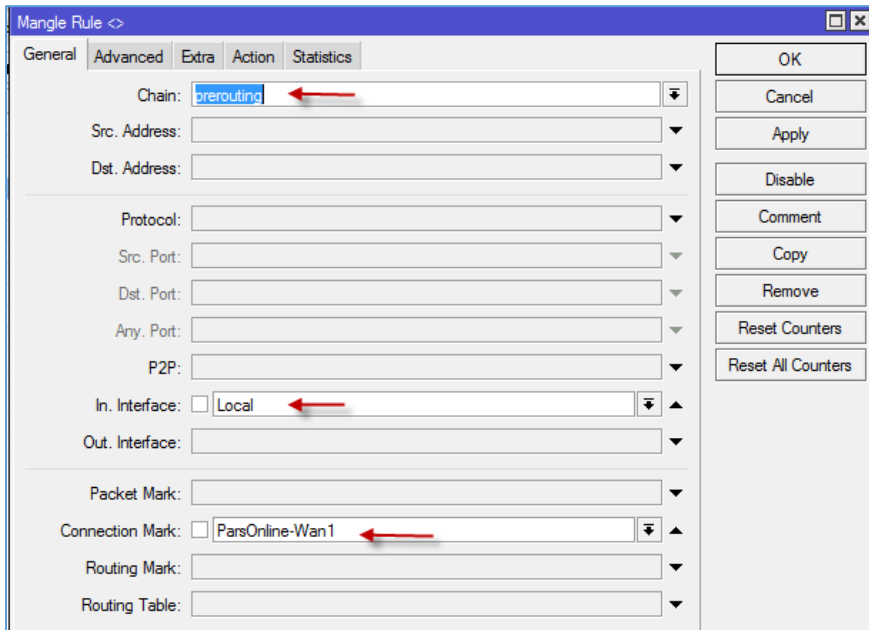 Mangle Rule <>
General Advanced Extra Action Statistics
Chain: prerouting
Src. Address:
Dst. Address:
Protocol:
Src. Port:
Dst. Port:
Any. Port:
P2P:
In. Interface: Local
Out. Interface:
Packet Mark:
Connection Mark: ParsOnline-Wan1
Routing Mark:
Routing Table:
OK
Cancel
Apply
Disable
Comment
Copy
Remove
Reset Counters
Reset All Counters